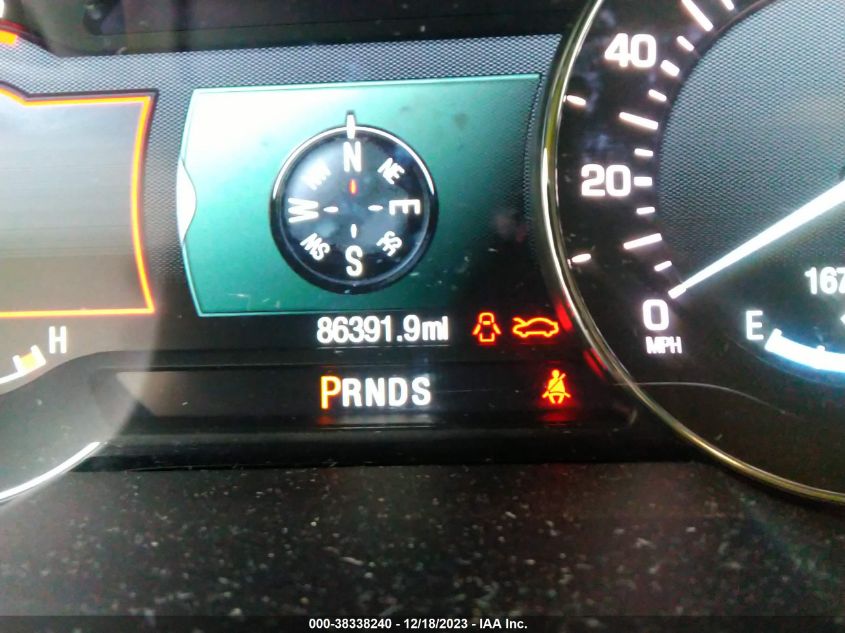 40
N
NW
NE
20
W
E
SW
SE
S
167
0
86391.9mi
E
H
MPH
PRNDS
000-38338240 - 12/18/2023 - IAA Inc.